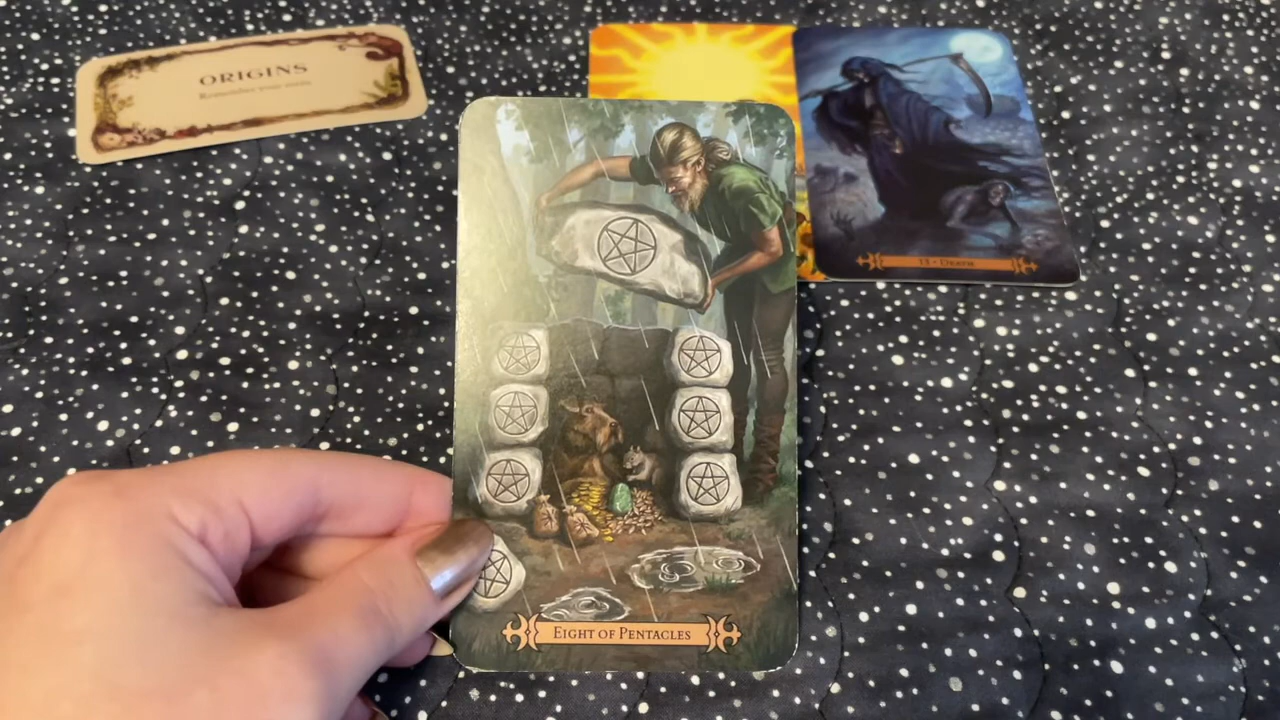 ORIGINS
Remember your roots
13 • Death
Eight of Pentacles